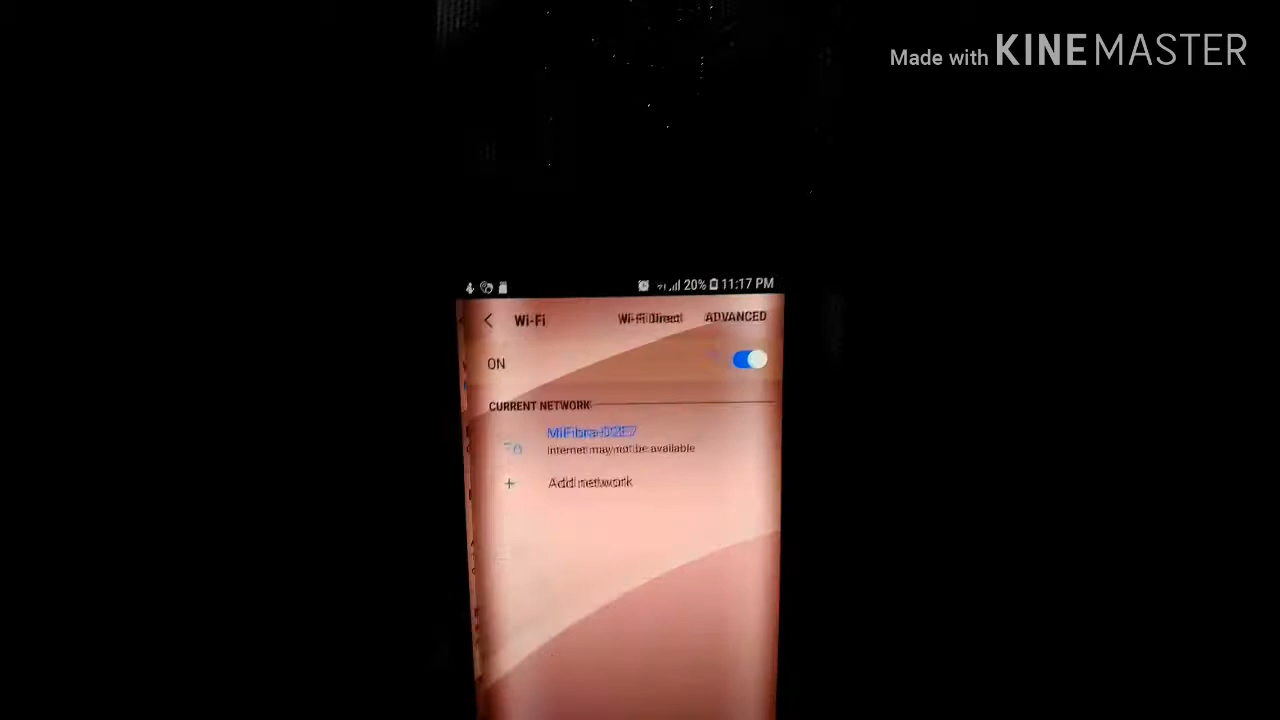 Made with KINEMASTER
20% 11:17 PM
Wi-Fi Wi-Fi Direct ADVANCED
ON
CURRENT NETWORK
Internet may not be available
Add network